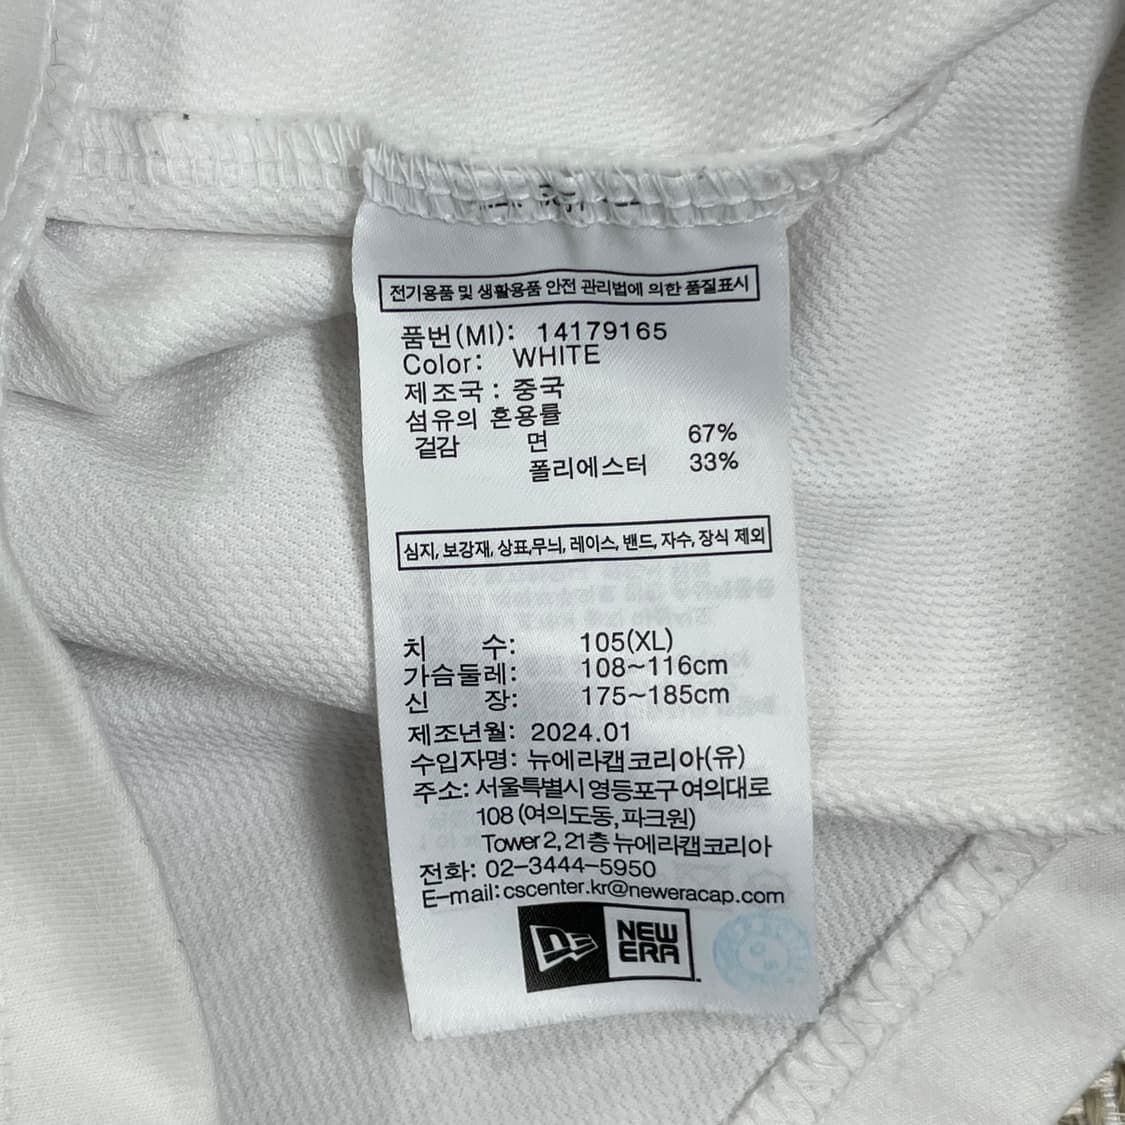 전기용품 및 생활용품 안전 관리법에 의한 품질표시
품번(MI): 14179165
Color: WHITE
제조국 : 중국
섬유의 혼용률
겉감 면 67%
폴리에스터 33%
심지, 보강재, 상표,무늬, 레이스, 밴드, 자수, 장식 제외
치 수: 105(XL)
가슴둘레: 108~116cm
신 장: 175~185cm
제조년월: 2024.01
수입자명: 뉴에라캡코리아(유)
주소: 서울특별시 영등포구 여의대로
108 (여의도동, 파크원)
Tower 2, 21층 뉴에라캡코리아
전화: 02-3444-5950
E-mail: cscenter.kr@neweracap.com
NEW
ERA